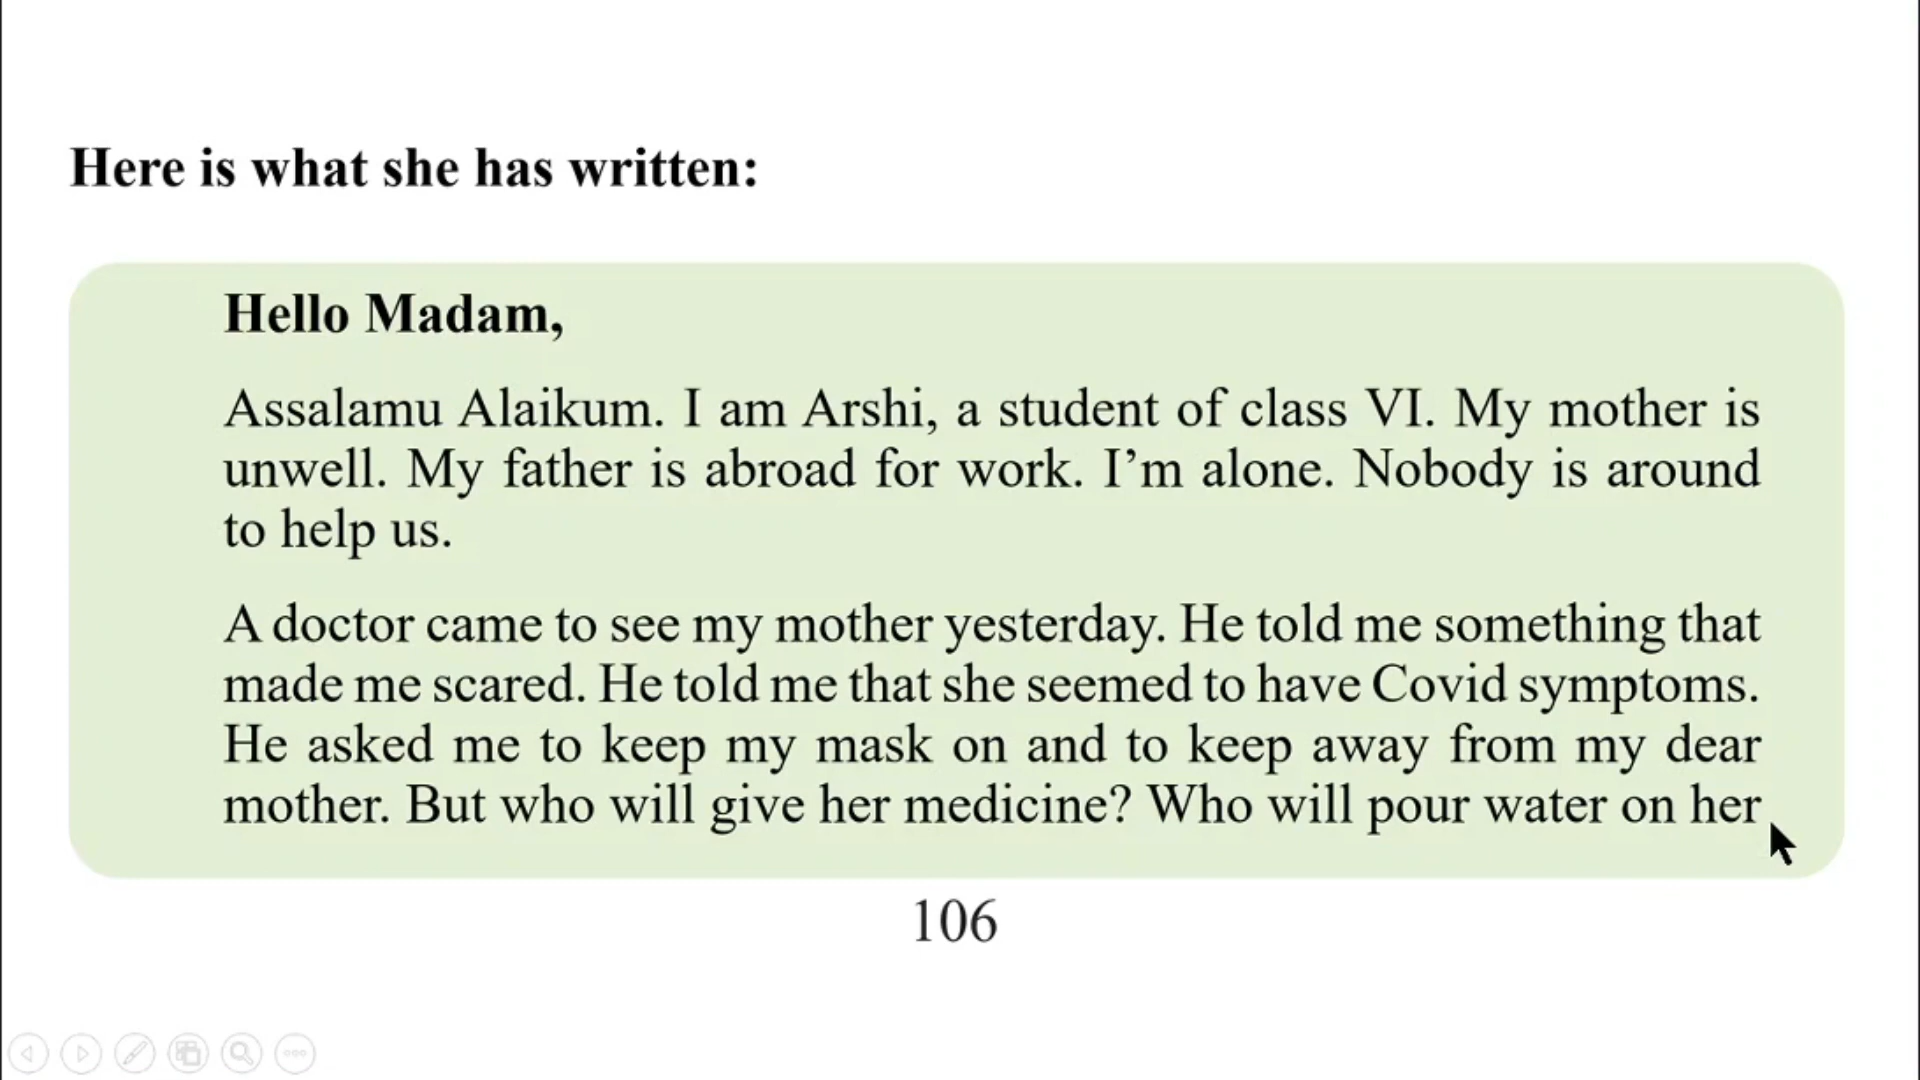 Here is what she has written:
Hello Madam,
Assalamu Alaikum. I am Arshi, a student of class VI. My mother is
unwell. My father is abroad for work. I’m alone. Nobody is around
to help us.
A doctor came to see my mother yesterday. He told me something that
made me scared. He told me that she seemed to have Covid symptoms.
He asked me to keep my mask on and to keep away from my dear
mother. But who will give her medicine? Who will pour water on her
106